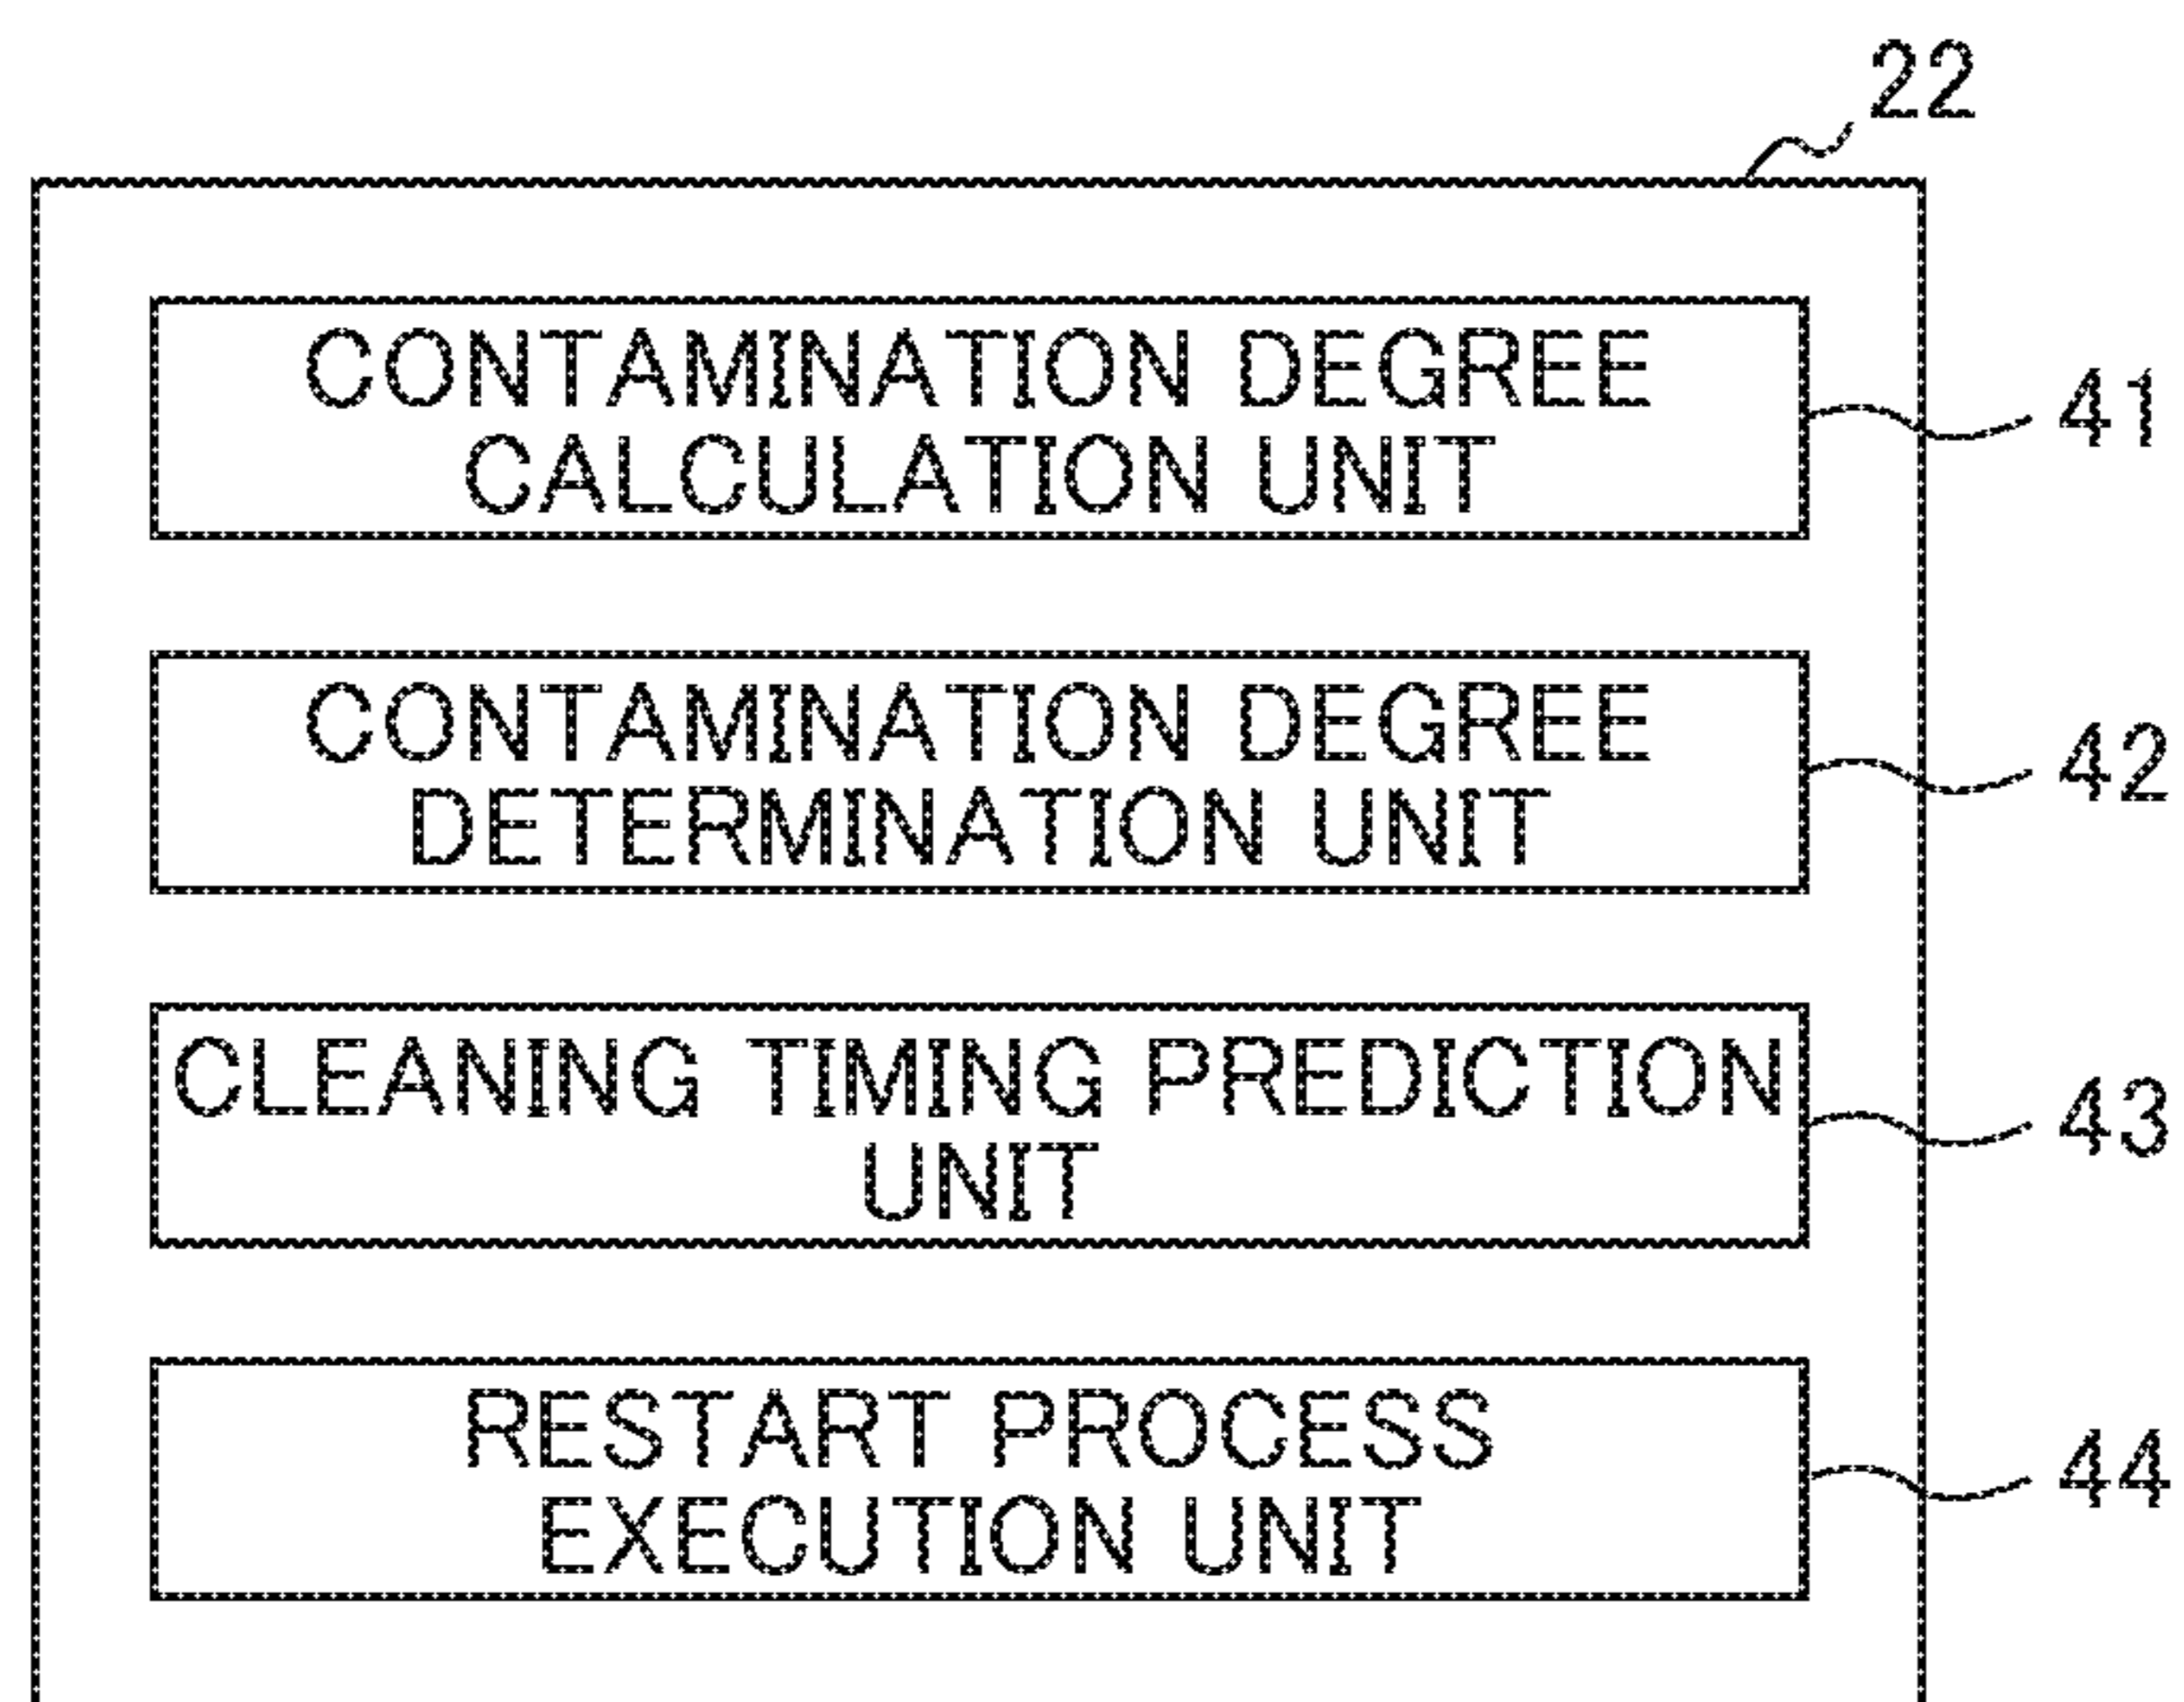 22
CONTAMINATION DEGREE
CALCULATION UNIT
41
CONTAMINATION DEGREE
DETERMINATION UNIT
42
CLEANING TIMING PREDICTION
UNIT
43
RESTART PROCESS
EXECUTION UNIT
44